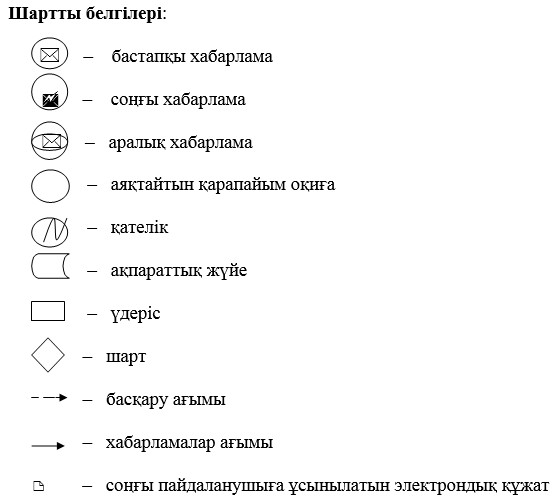 Шартты белгілері:
– бастапқы хабарлама
– соңғы хабарлама
– аралық хабарлама
– аяқтайтын қарапайым оқиға
– қателік
– ақпараттық жүйе
– үдеріс
– шарт
– басқару ағымы
– хабарламалар ағымы
– соңғы пайдаланушыға ұсынылатын электрондық құжат